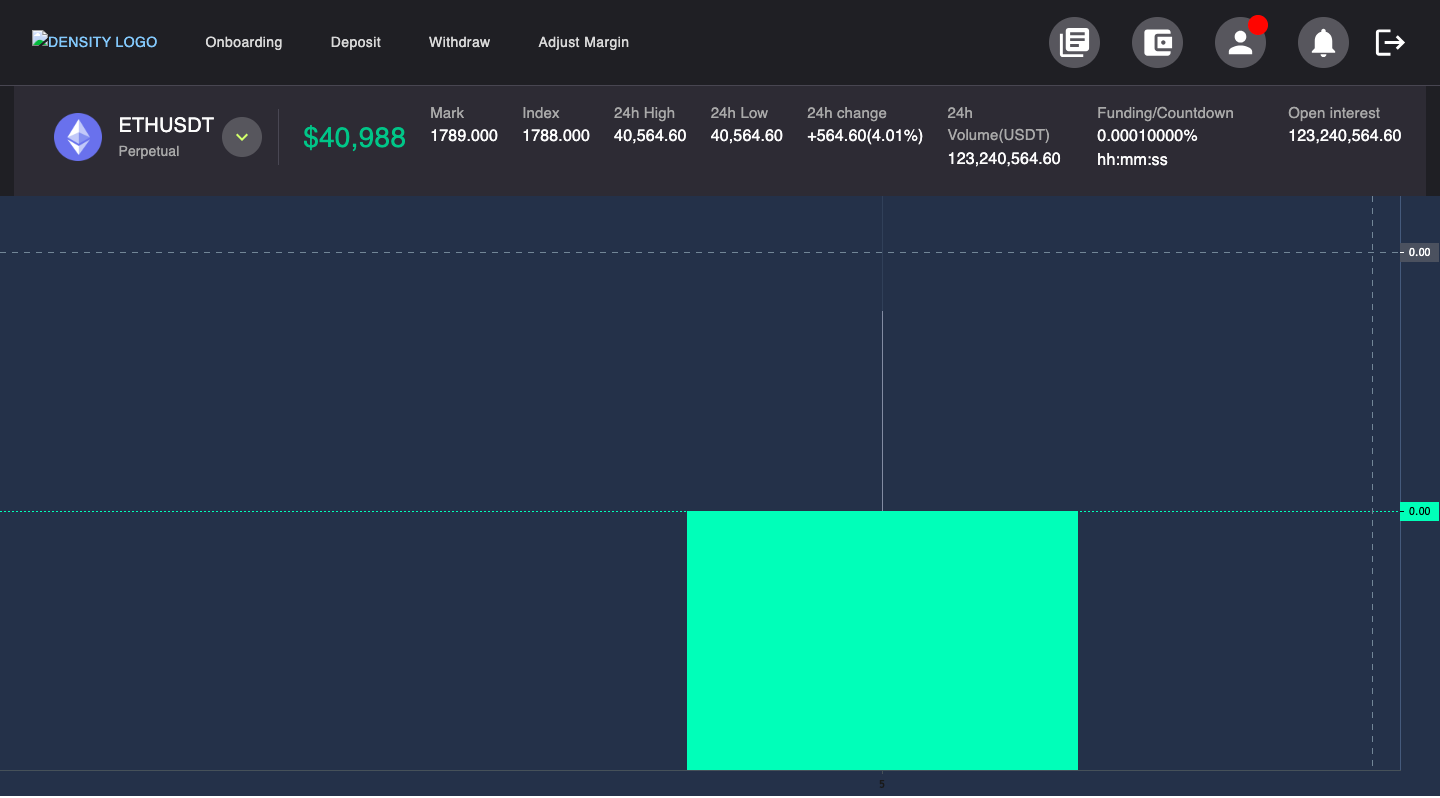 DENSITY LOGO
Onboarding
Deposit
Withdraw
Adjust Margin
ETHUSDT
Perpetual
$40,988
Mark
1789.000
Index
1788.000
24h High
40,564.60
24h Low
40,564.60
24h change
+564.60(4.01%)
24h
Volume(USDT)
123,240,564.60
Funding/Countdown
0.00010000%
hh:mm:ss
Open interest
123,240,564.60
0.00
0.00